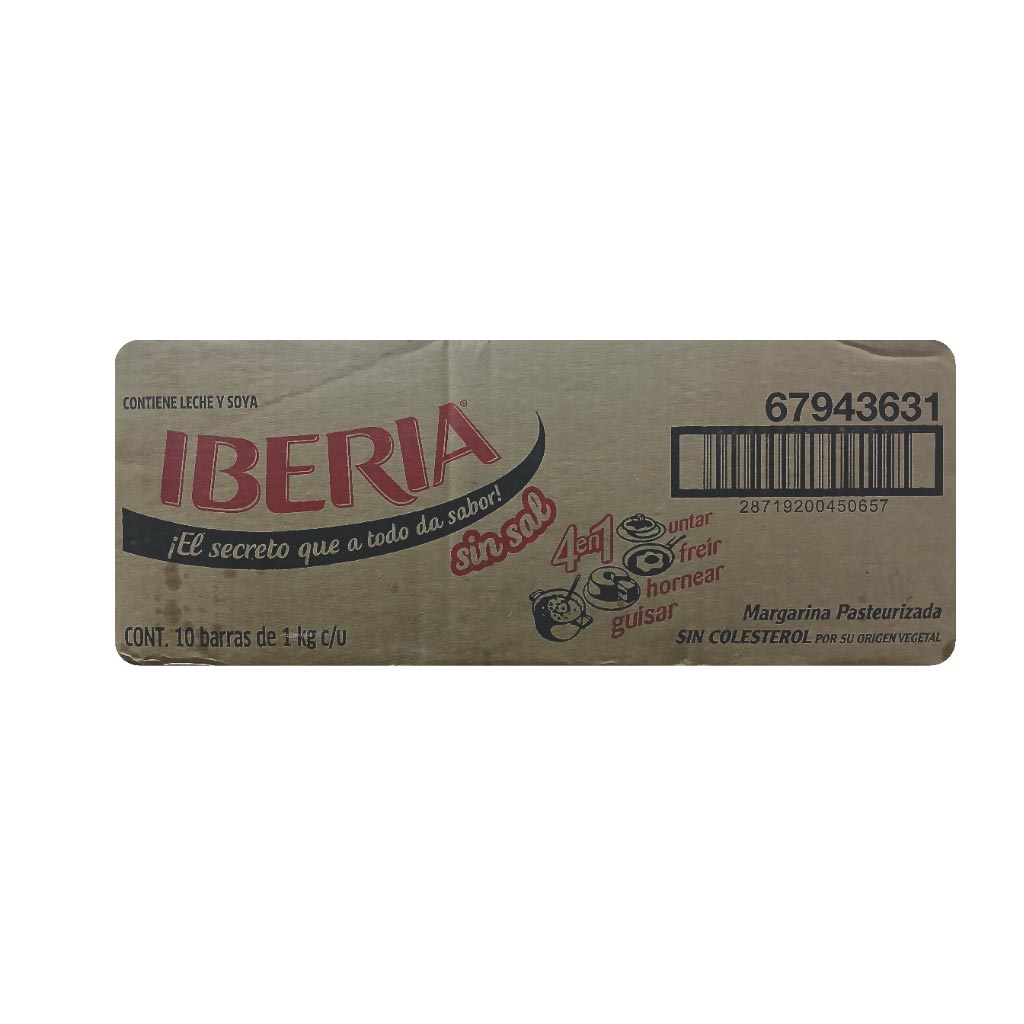 CONTIENE LECHE Y SOYA
IBERIA®
¡El secreto que a todo da sabor!
sin sal
4en1
untar
freír
hornear
guisar
CONT. 10 barras de 1 kg c/u
67943631
28719200450657
Margarina Pasteurizada
SIN COLESTEROL POR SU ORIGEN VEGETAL